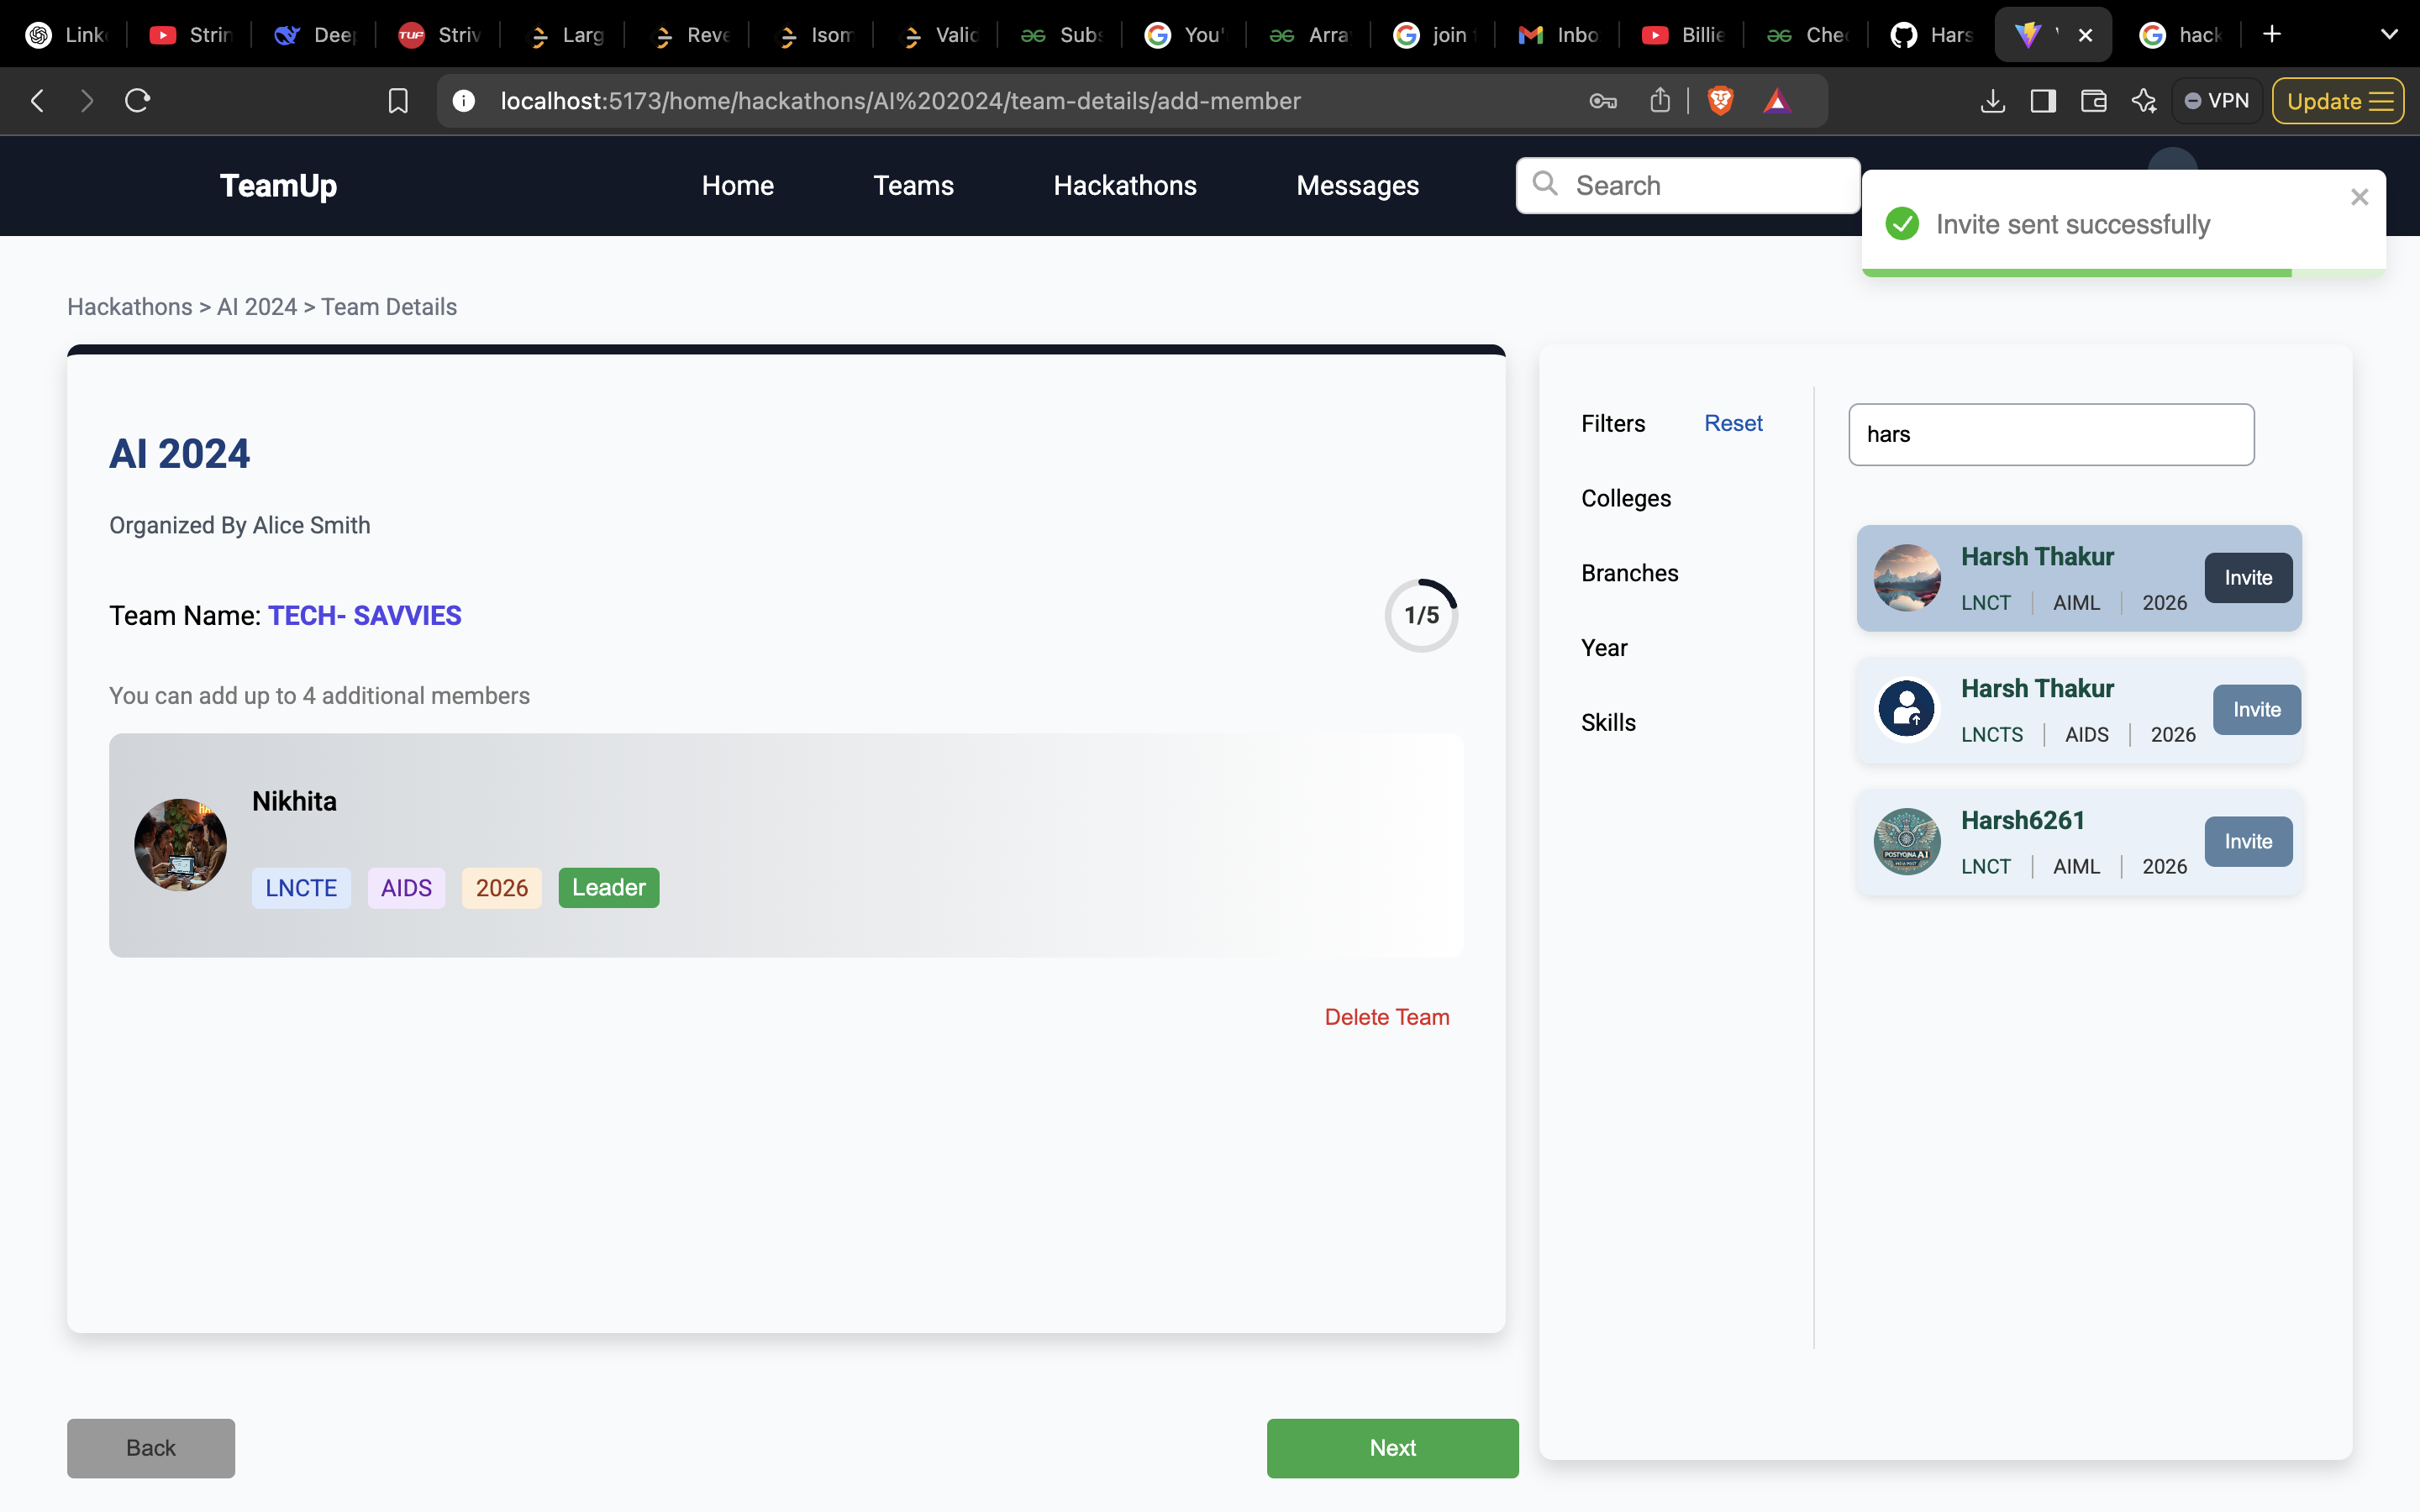 Link
Strin
Deep
TUF
Striv
Larg
Reve
Isom
Valid
Subs
You'
Arra
join
Inbo
Billie
Chec
Hars
hack
localhost:5173/home/hackathons/AI%202024/team-details/add-member
VPN
Update
TeamUp
Home
Teams
Hackathons
Messages
Search
Invite sent successfully
Hackathons > AI 2024 > Team Details
AI 2024
Organized By Alice Smith
Team Name: TECH- SAVVIES
1/5
You can add up to 4 additional members
Nikhita
LNCTE AIDS 2026 Leader
Delete Team
Back
Next
Filters Reset
Colleges
Branches
Year
Skills
hars
Harsh Thakur
LNCT AIML 2026
Invite
Harsh Thakur
LNCTS AIDS 2026
Invite
Harsh6261
LNCT AIML 2026
Invite
POSTYOJNA AI